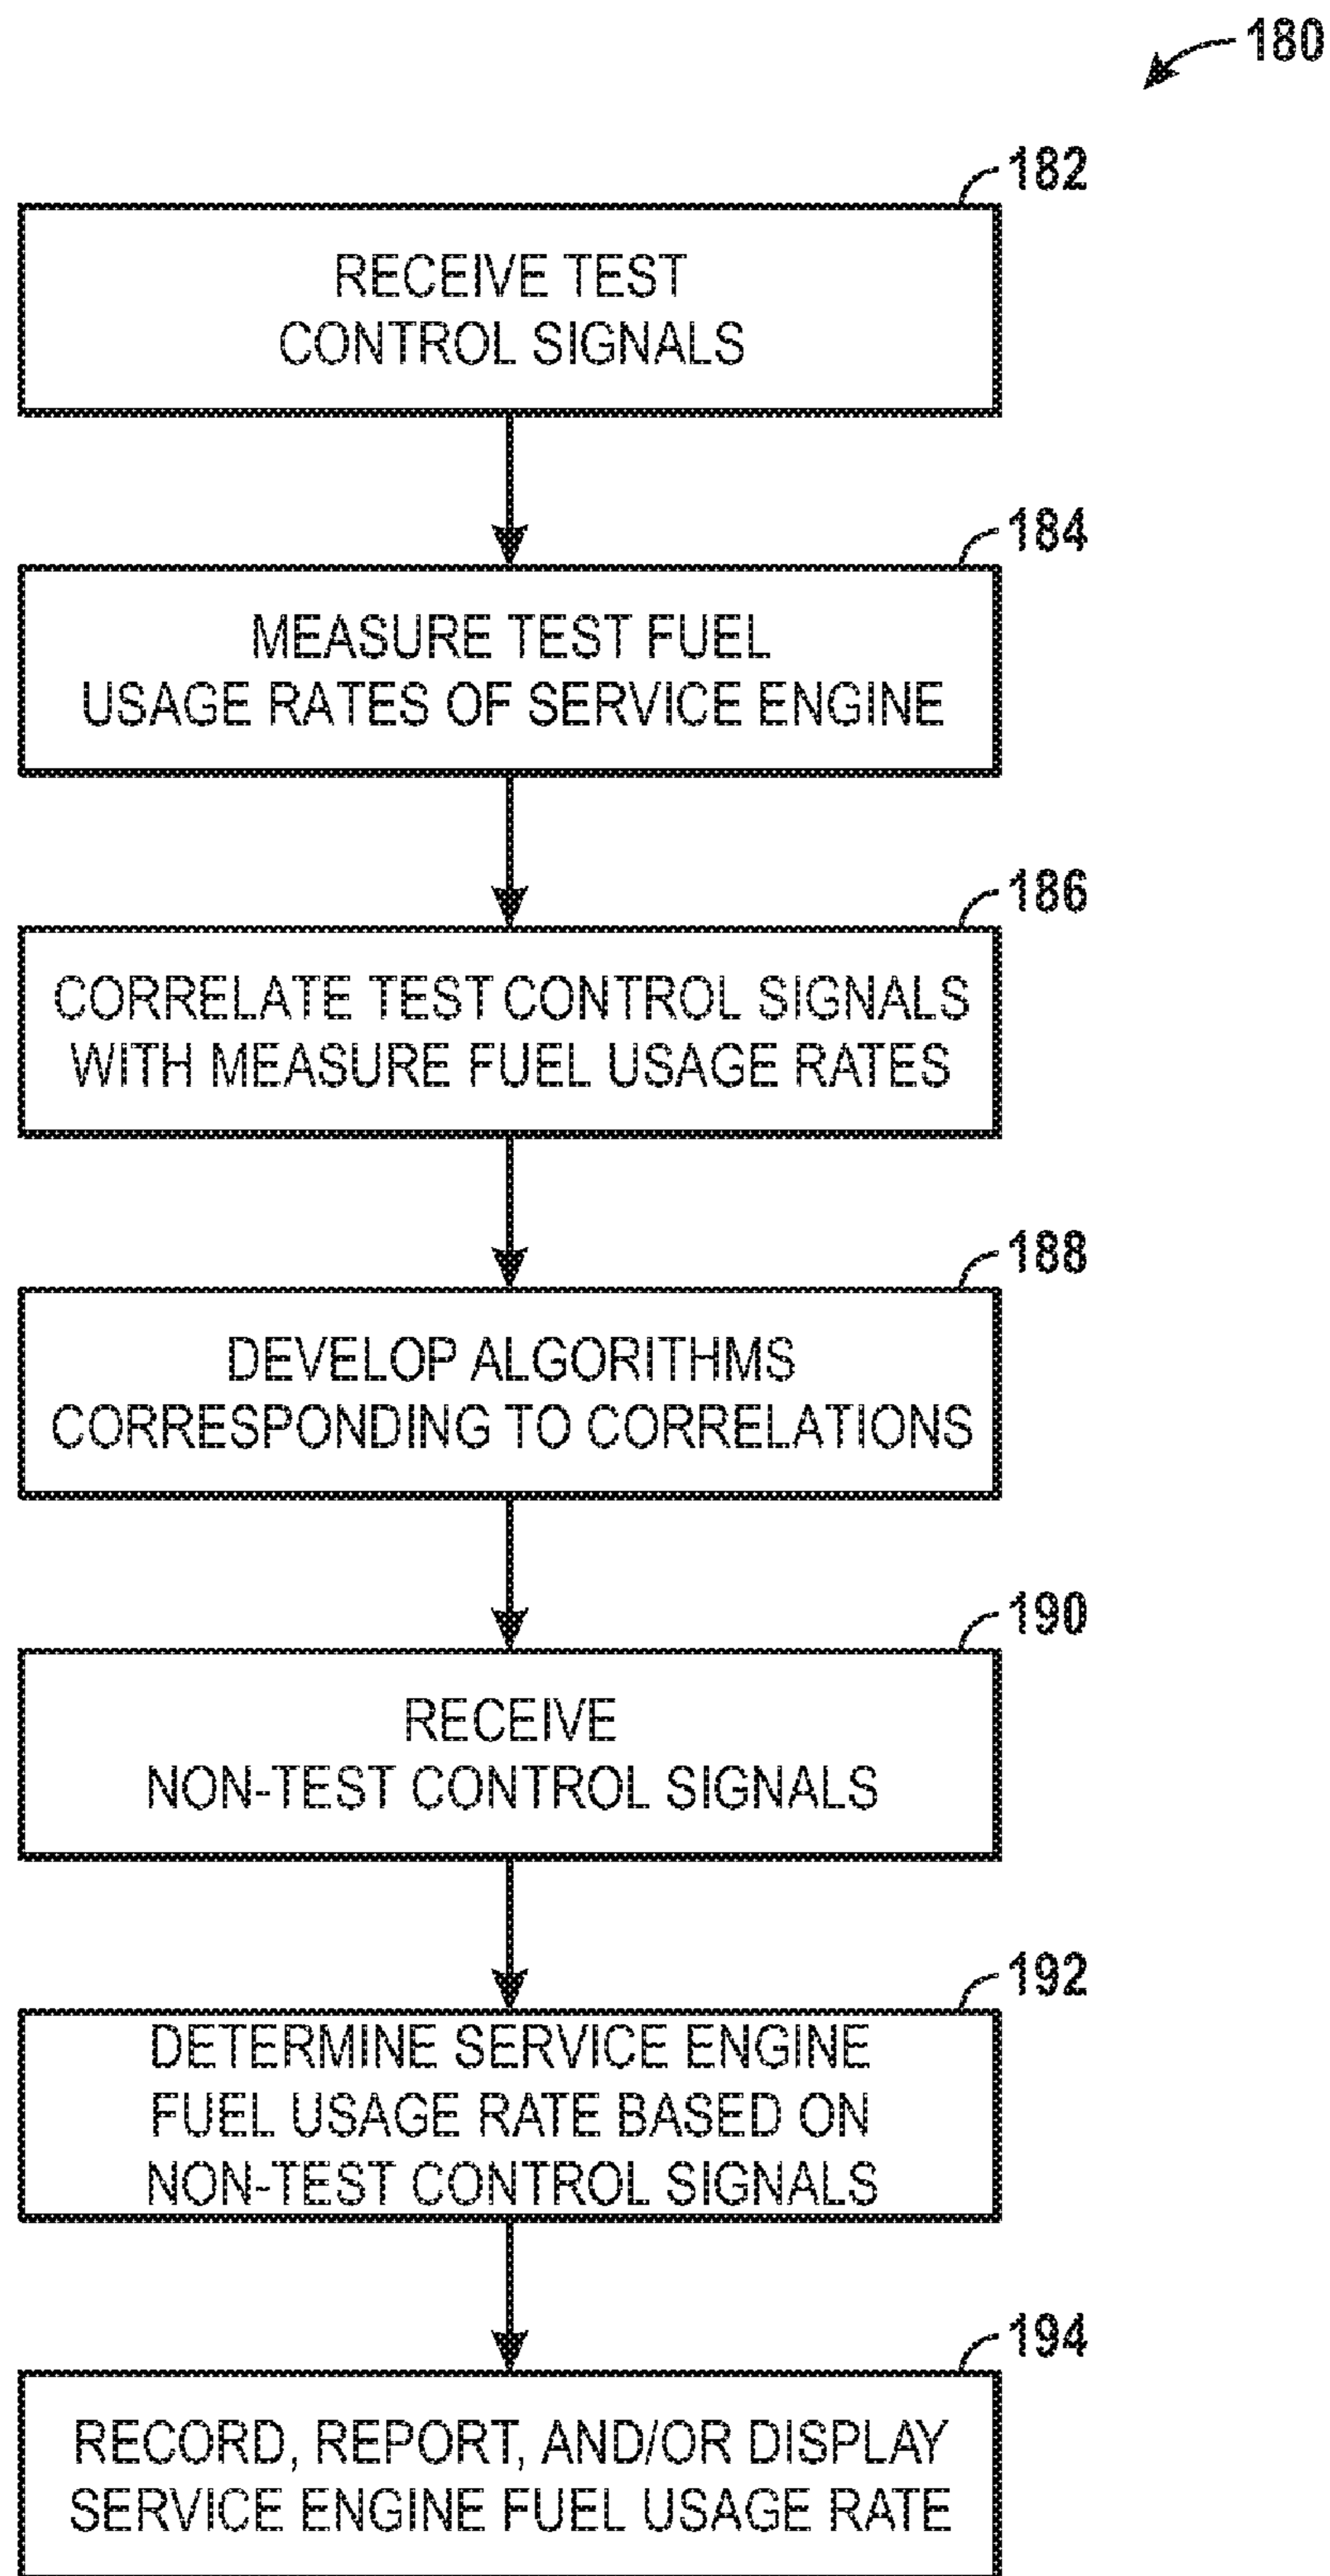 180
182
RECEIVE TEST
CONTROL SIGNALS
184
MEASURE TEST FUEL
USAGE RATES OF SERVICE ENGINE
186
CORRELATE TEST CONTROL SIGNALS
WITH MEASURE FUEL USAGE RATES
188
DEVELOP ALGORITHMS
CORRESPONDING TO CORRELATIONS
190
RECEIVE
NON-TEST CONTROL SIGNALS
192
DETERMINE SERVICE ENGINE
FUEL USAGE RATE BASED ON
NON-TEST CONTROL SIGNALS
194
RECORD, REPORT, AND/OR DISPLAY
SERVICE ENGINE FUEL USAGE RATE